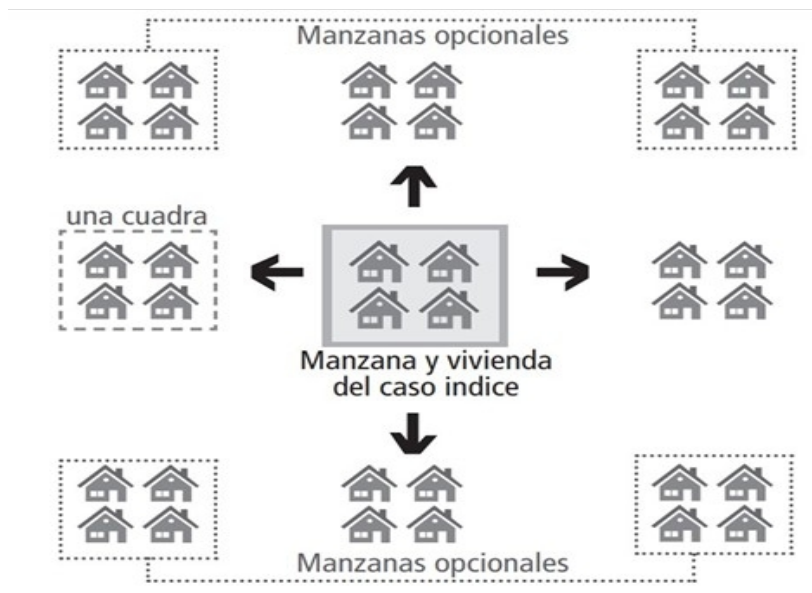 Manzanas opcionales
una cuadra
Manzana y vivienda
del caso indice
Manzanas opcionales